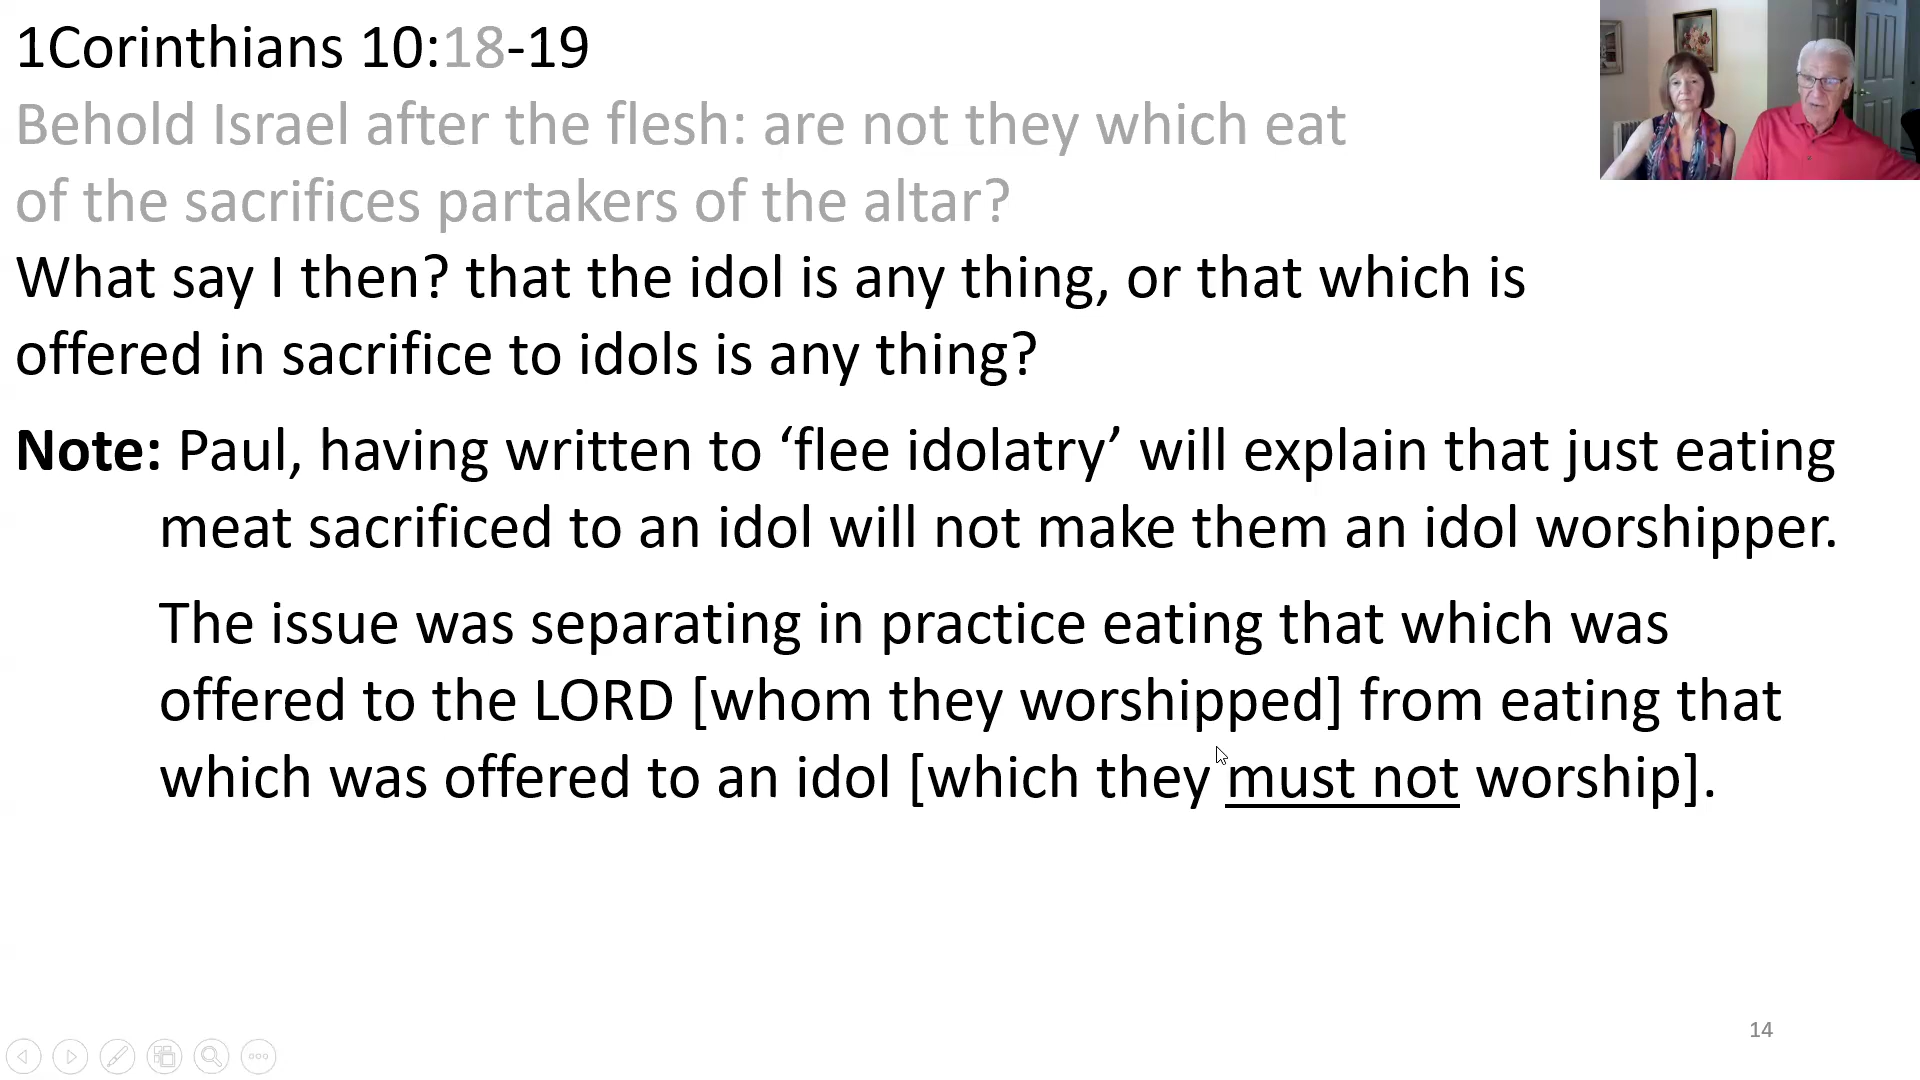 1Corinthians 10:18-19
Behold Israel after the flesh: are not they which eat
of the sacrifices partakers of the altar?
What say I then? that the idol is any thing, or that which is
offered in sacrifice to idols is any thing?
Note: Paul, having written to ‘flee idolatry’ will explain that just eating
meat sacrificed to an idol will not make them an idol worshipper.
The issue was separating in practice eating that which was
offered to the LORD [whom they worshipped] from eating that
which was offered to an idol [which they must not worship].
14